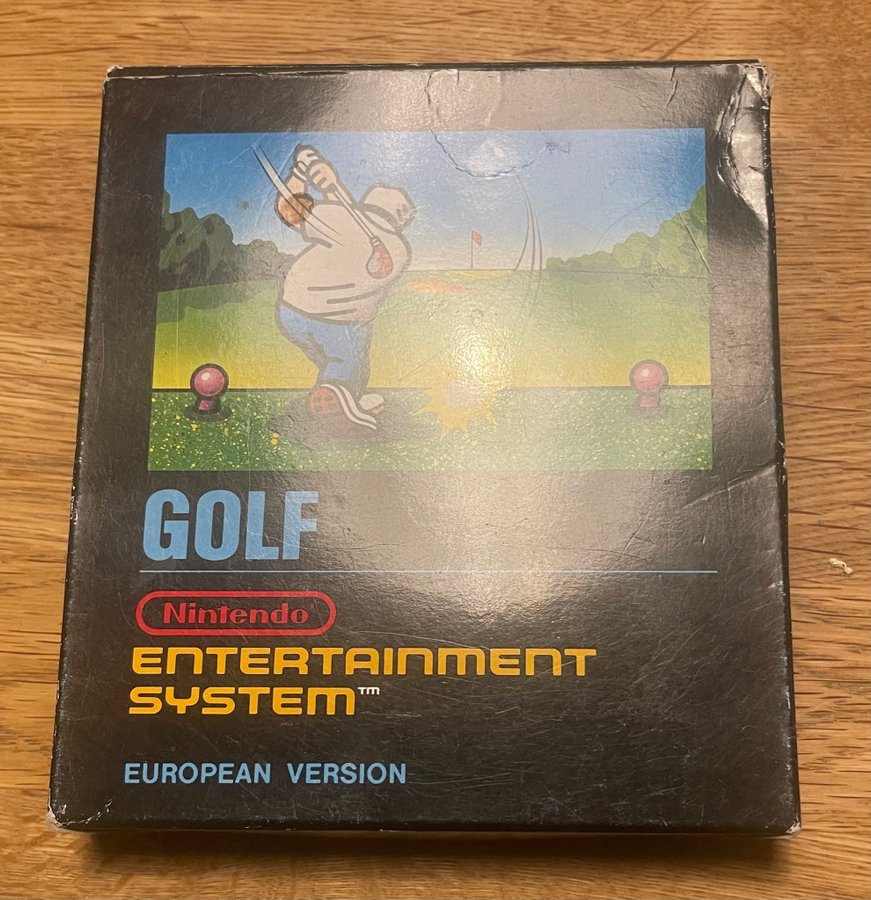 GOLF
Nintendo®
ENTERTAINMENT
SYSTEM™
EUROPEAN VERSION